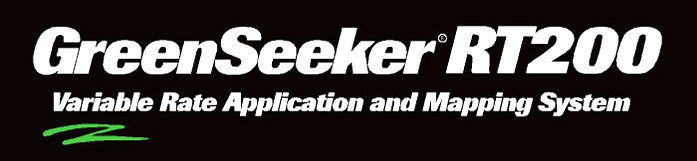 GreenSeeker® RT200
Variable Rate Application and Mapping System